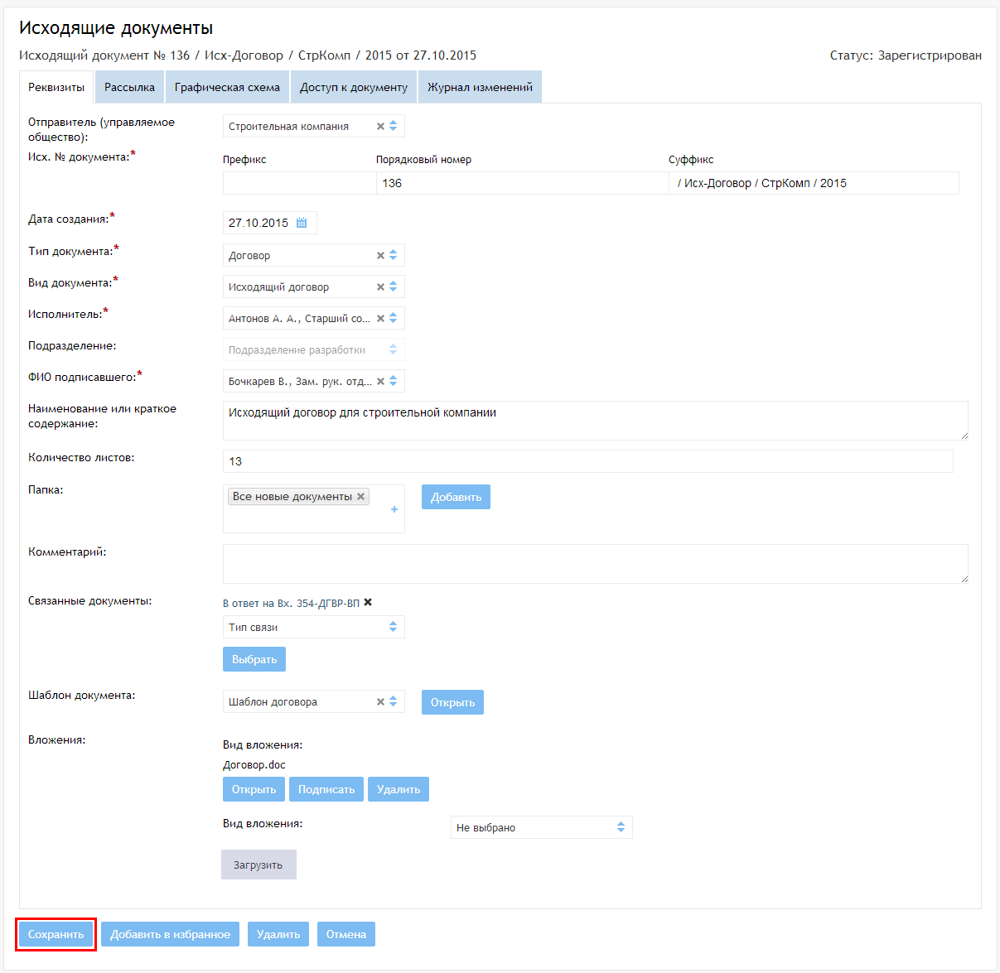 Исходящие документы
Исходящий документ № 136 / Исх-Договор / СтрКомп / 2015 от 27.10.2015
Статус: Зарегистрирован
Реквизиты
Рассылка
Графическая схема
Доступ к документу
Журнал изменений
Отправитель (управляемое
общество):
Строительная компания
Исх. № документа:*
Префикс
Порядковый номер
Суффикс
136
/ Исх-Договор / СтрКомп / 2015
Дата создания:*
27.10.2015
Тип документа:*
Договор
Вид документа:*
Исходящий договор
Исполнитель:*
Антонов А. А., Старший со...
Подразделение:
Подразделение разработки
ФИО подписавшего:*
Бочкарев В., Зам. рук. отд...
Наименование или краткое
содержание:
Исходящий договор для строительной компании
Количество листов:
13
Папка:
Все новые документы
Добавить
Комментарий:
Связанные документы:
В ответ на Вх. 354-ДГВР-ВП
Тип связи
Выбрать
Шаблон документа:
Шаблон договора
Открыть
Вложения:
Вид вложения:
Договор.doc
Открыть
Подписать
Удалить
Вид вложения:
Не выбрано
Загрузить
Сохранить
Добавить в избранное
Удалить
Отмена